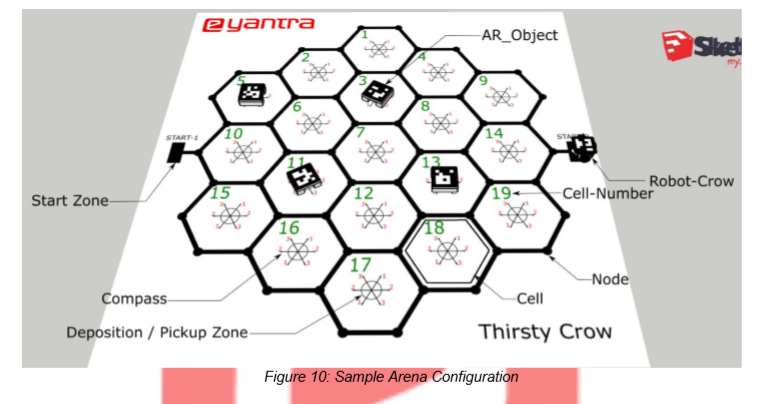 eyantra
1
AR_Object
2
4
5
3
9
6
8
START-1
10
7
14
11
13
Robot-Crow
Start Zone
15
12
19
Cell-Number
16
18
Node
17
Compass
Cell
Deposition / Pickup Zone
Thirsty Crow
Figure 10: Sample Arena Configuration